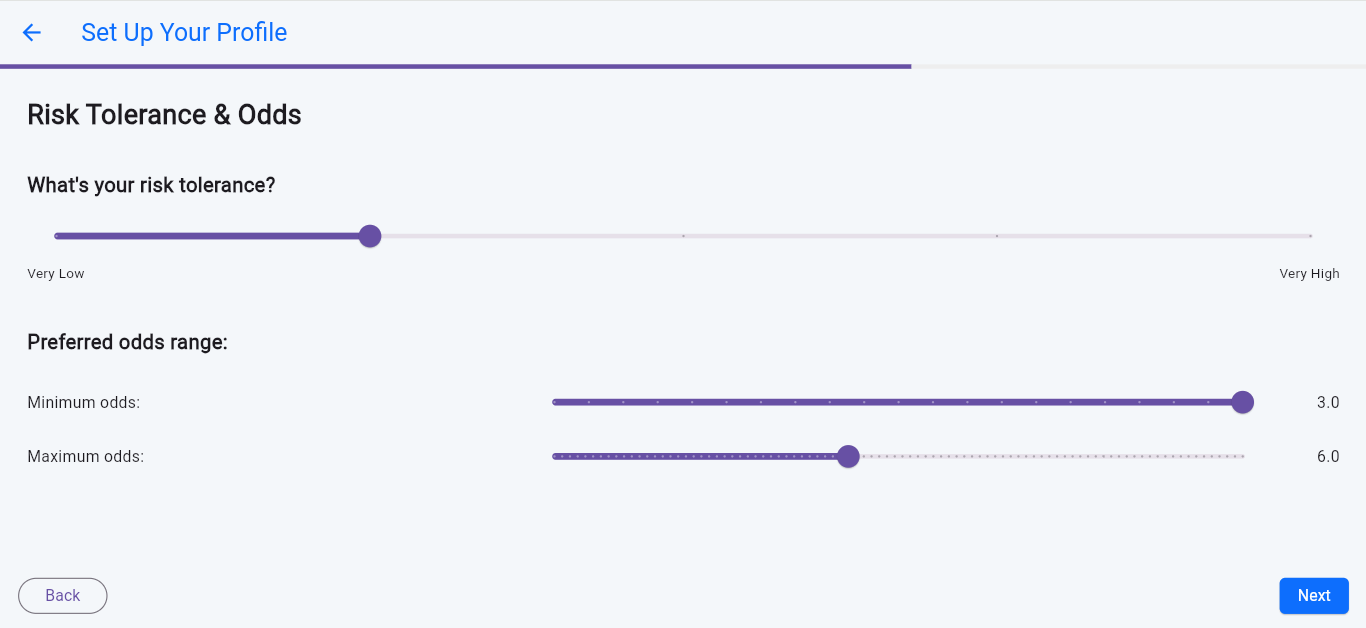 Set Up Your Profile
Risk Tolerance & Odds
What's your risk tolerance?
Very Low Very High
Preferred odds range:
Minimum odds: 3.0
Maximum odds: 6.0
Back Next